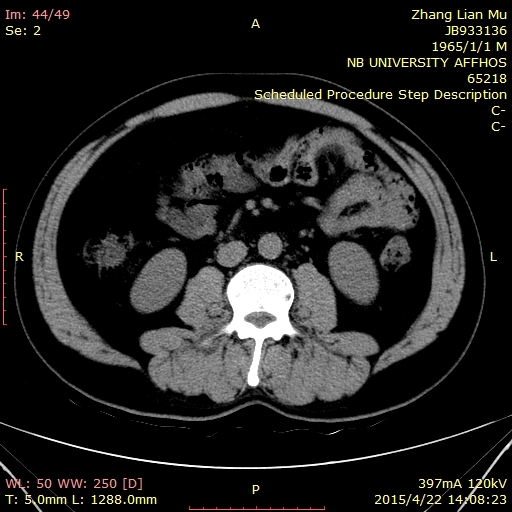 Im: 44/49
Se: 2
A
Zhang Lian Mu
JB933136
1965/1/1 M
NB UNIVERSITY AFFHOS
65218
Scheduled Procedure Step Description
C-
C-
R
L
WL: 50 WW: 250 [D]
T: 5.0mm L: 1288.0mm
P
397mA 120kV
2015/4/22 14:08:23